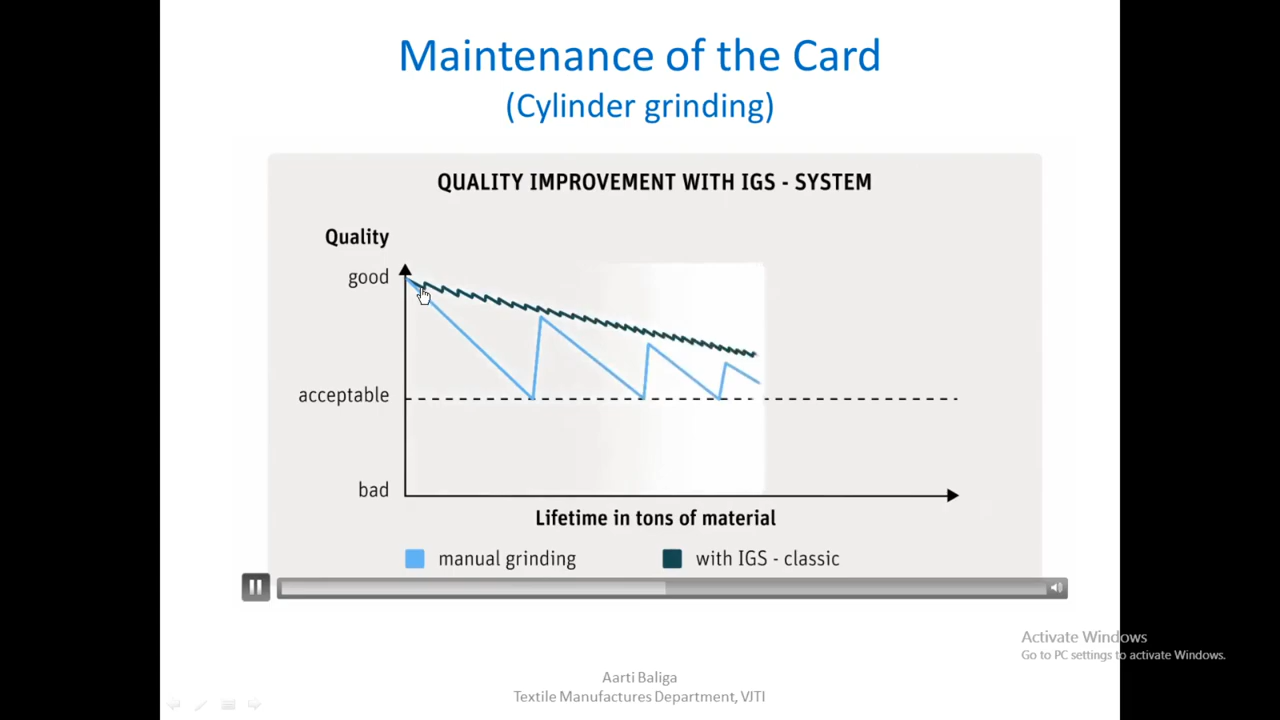 Maintenance of the Card
(Cylinder grinding)
QUALITY IMPROVEMENT WITH IGS - SYSTEM
Quality
good
acceptable
bad
Lifetime in tons of material
manual grinding
with IGS - classic
Activate Windows
Go to PC settings to activate Windows.
Aarti Baliga
Textile Manufactures Department, VJTI